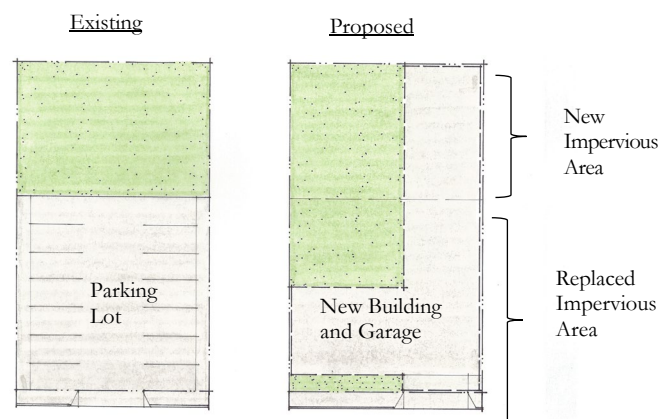 Existing
Proposed
New
Impervious
Area
Parking
Lot
New Building
and Garage
Replaced
Impervious
Area